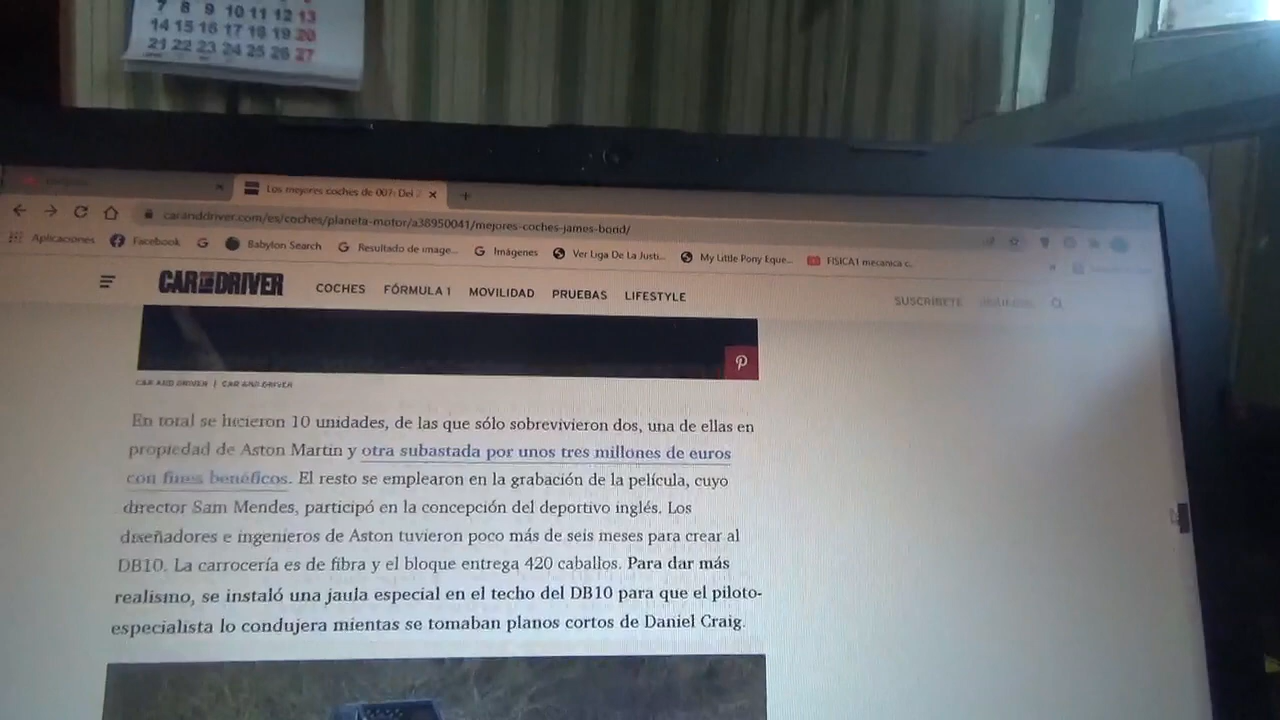 7 8 9 10 11 12 13
14 15 16 17 18 19 20
21 22 23 24 25 26 27
Los mejores coches de 007: Del
caranddriver.com/es/coches/planeta-motor/a38950041/mejores-coches-james-bond/
Aplicaciones Facebook Babylon Search Resultado de image... Imágenes Ver Liga De La Justi... My Little Pony Eque... FISICA I mecanica c...
CAR AND DRIVER COCHES FÓRMULA 1 MOVILIDAD PRUEBAS LIFESTYLE SUSCRÍBETE
CAR AND DRIVER | CAR AND DRIVER
En total se hicieron 10 unidades, de las que sólo sobrevivieron dos, una de ellas en
propiedad de Aston Martin y otra subastada por unos tres millones de euros
con fines benéficos. El resto se emplearon en la grabación de la película, cuyo
director Sam Mendes, participó en la concepción del deportivo inglés. Los
diseñadores e ingenieros de Aston tuvieron poco más de seis meses para crear al
DB10. La carrocería es de fibra y el bloque entrega 420 caballos. Para dar más
realismo, se instaló una jaula especial en el techo del DB10 para que el piloto-
especialista lo condujera mientas se tomaban planos cortos de Daniel Craig.